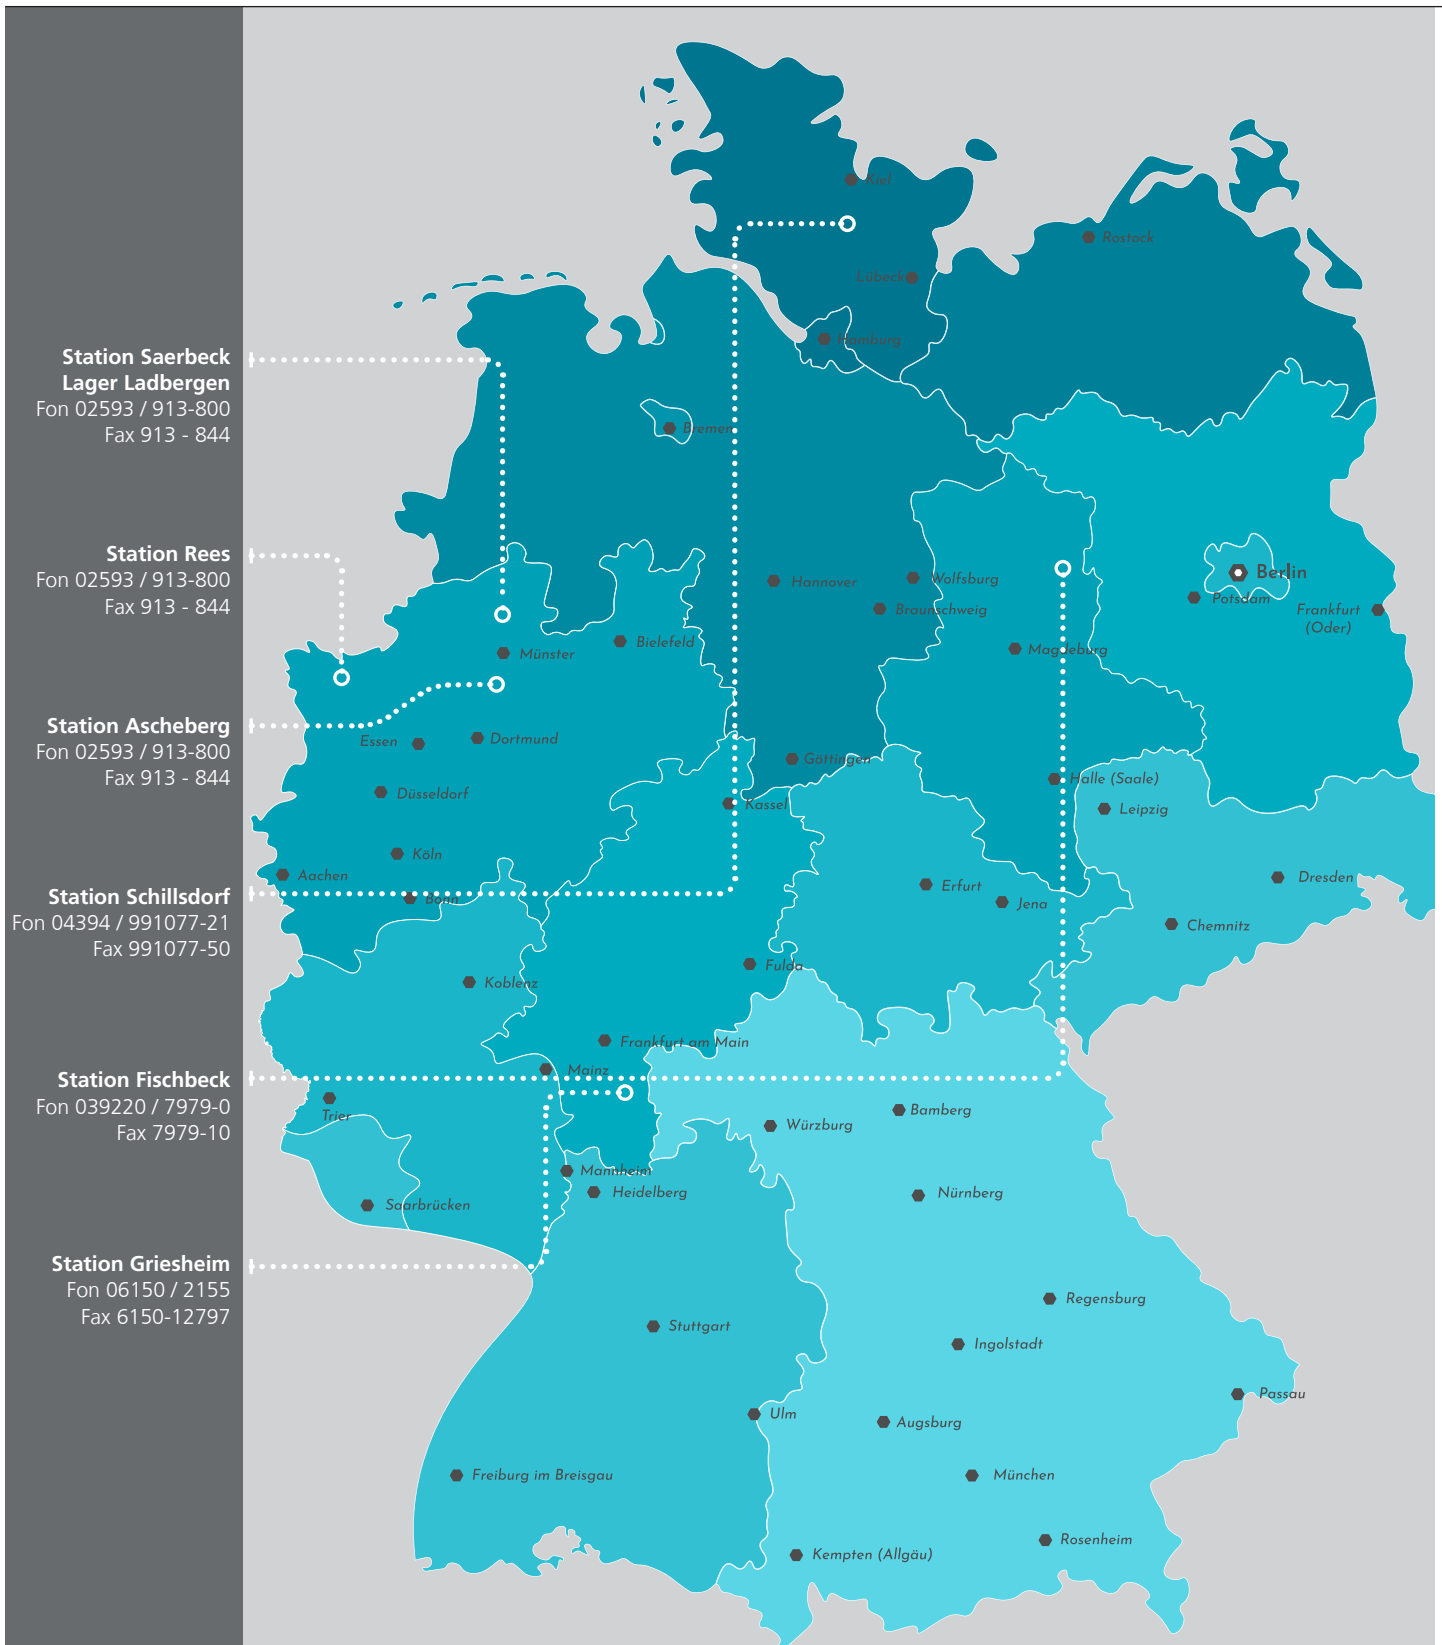 Station Saerbeck
Lager Ladbergen
Fon 02593 / 913-800
Fax 913 - 844
Station Rees
Fon 02593 / 913-800
Fax 913 - 844
Station Ascheberg
Fon 02593 / 913-800
Fax 913 - 844
Station Schillsdorf
Fon 04394 / 991077-21
Fax 991077-50
Station Fischbeck
Fon 039220 / 7979-0
Fax 7979-10
Station Griesheim
Fon 06150 / 2155
Fax 6150-12797
Kiel
Rostock
Lübeck
Hamburg
Bremen
Hannover
Wolfsburg
Braunschweig
Berlin
Potsdam
Frankfurt
(Oder)
Bielefeld
Münster
Magdeburg
Essen
Dortmund
Göttingen
Halle (Saale)
Düsseldorf
Kassel
Leipzig
Köln
Aachen
Bonn
Erfurt
Jena
Dresden
Chemnitz
Koblenz
Fulda
Frankfurt am Main
Mainz
Trier
Würzburg
Bamberg
Mannheim
Heidelberg
Saarbrücken
Nürnberg
Regensburg
Stuttgart
Ingolstadt
Passau
Ulm
Augsburg
Freiburg im Breisgau
München
Rosenheim
Kempten (Allgäu)